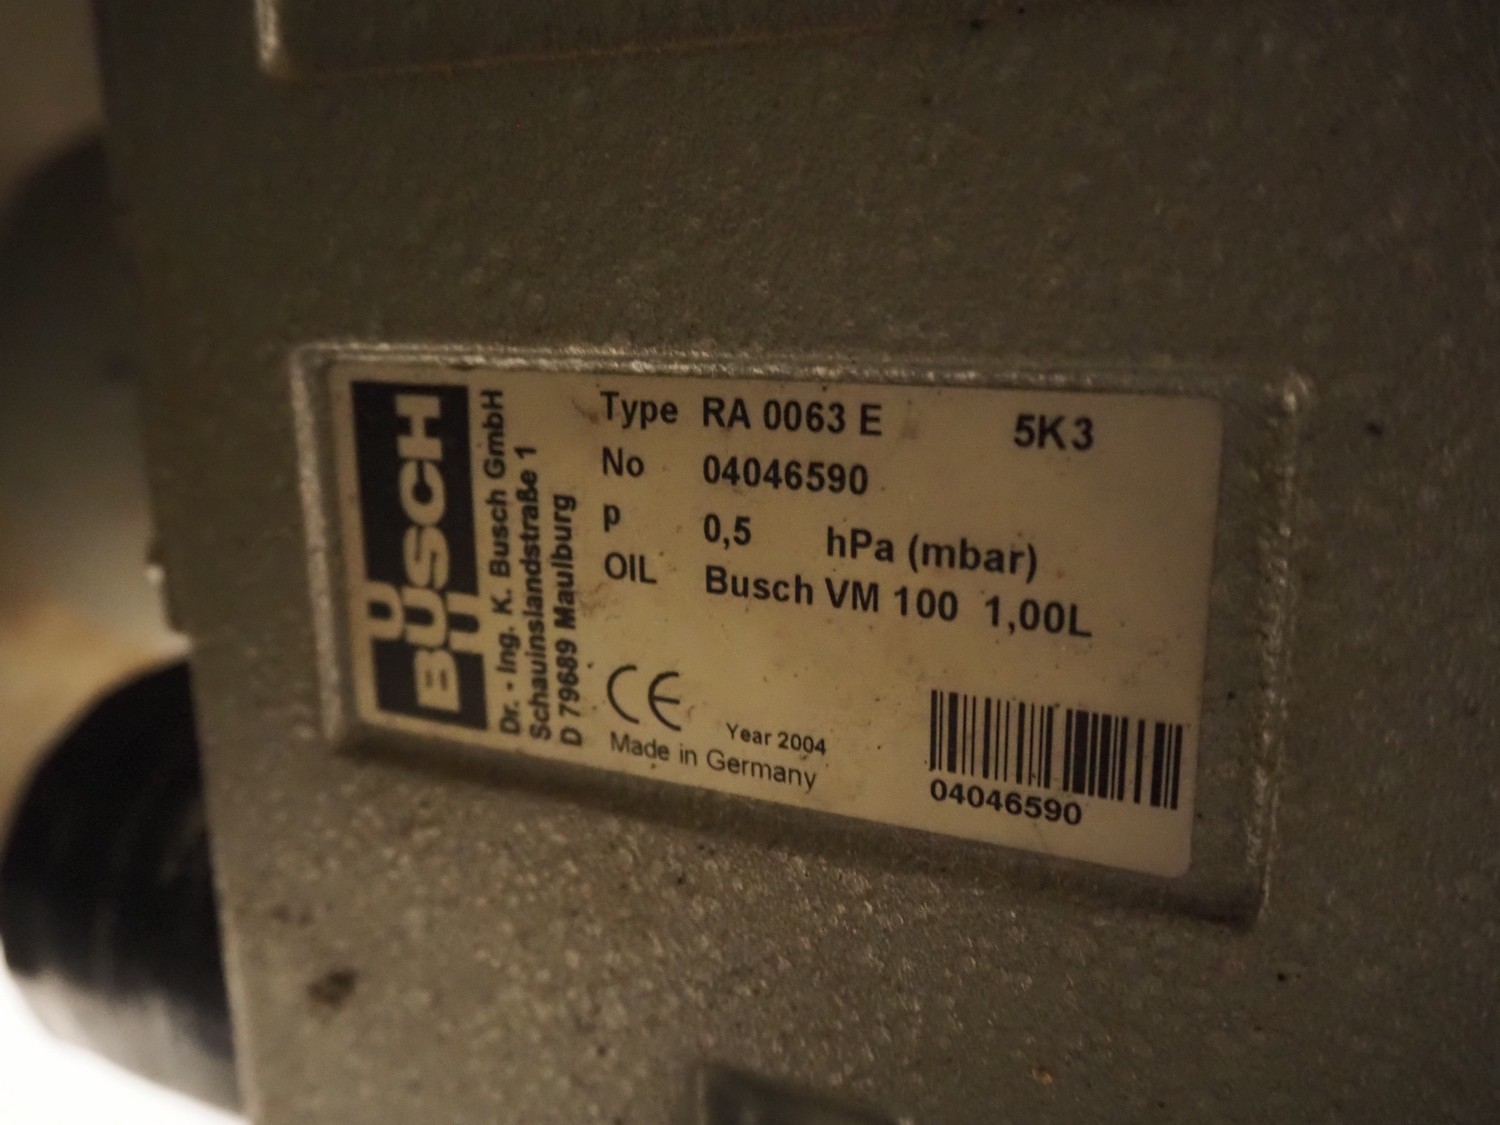 BUSCH
Dr. - Ing. K. Busch GmbH
Schauinslandstraße 1
D 79689 Maulburg
Type RA 0063 E 5K3
No 04046590
p 0,5 hPa (mbar)
OIL Busch VM 100 1,00L
CE
Year 2004
Made in Germany
04046590